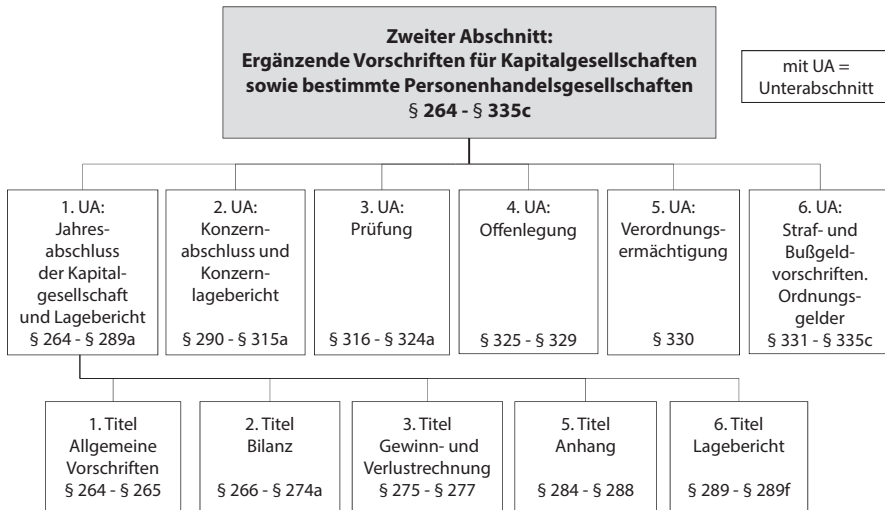 Zweiter Abschnitt:
Ergänzende Vorschriften für Kapitalgesellschaften
sowie bestimmte Personenhandelsgesellschaften
§ 264 - § 335c
mit UA =
Unterabschnitt
1. UA:
Jahres-
abschluss
der Kapital-
gesellschaft
und Lagebericht
§ 264 - § 289a
2. UA:
Konzern-
abschluss und
Konzern-
lagebericht
§ 290 - § 315a
3. UA:
Prüfung
§ 316 - § 324a
4. UA:
Offenlegung
§ 325 - § 329
5. UA:
Verordnungs-
ermächtigung
§ 330
6. UA:
Straf- und
Bußgeld-
vorschriften.
Ordnungs-
gelder
§ 331 - § 335c
1. Titel
Allgemeine
Vorschriften
§ 264 - § 265
2. Titel
Bilanz
§ 266 - § 274a
3. Titel
Gewinn- und
Verlustrechnung
§ 275 - § 277
5. Titel
Anhang
§ 284 - § 288
6. Titel
Lagebericht
§ 289 - § 289f